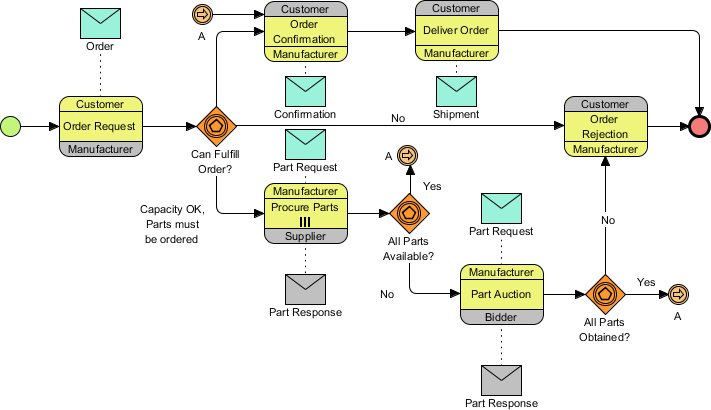 Order
Customer
Order Request
Manufacturer
Can Fulfill
Order?
A
Customer
Order
Confirmation
Manufacturer
Confirmation
Customer
Deliver Order
Manufacturer
Shipment
No
Customer
Order
Rejection
Manufacturer
Part Request
Capacity OK,
Parts must
be ordered
Manufacturer
Procure Parts
Supplier
Part Response
A
Yes
All Parts
Available?
No
Part Request
Manufacturer
Part Auction
Bidder
Part Response
No
All Parts
Obtained?
Yes
A